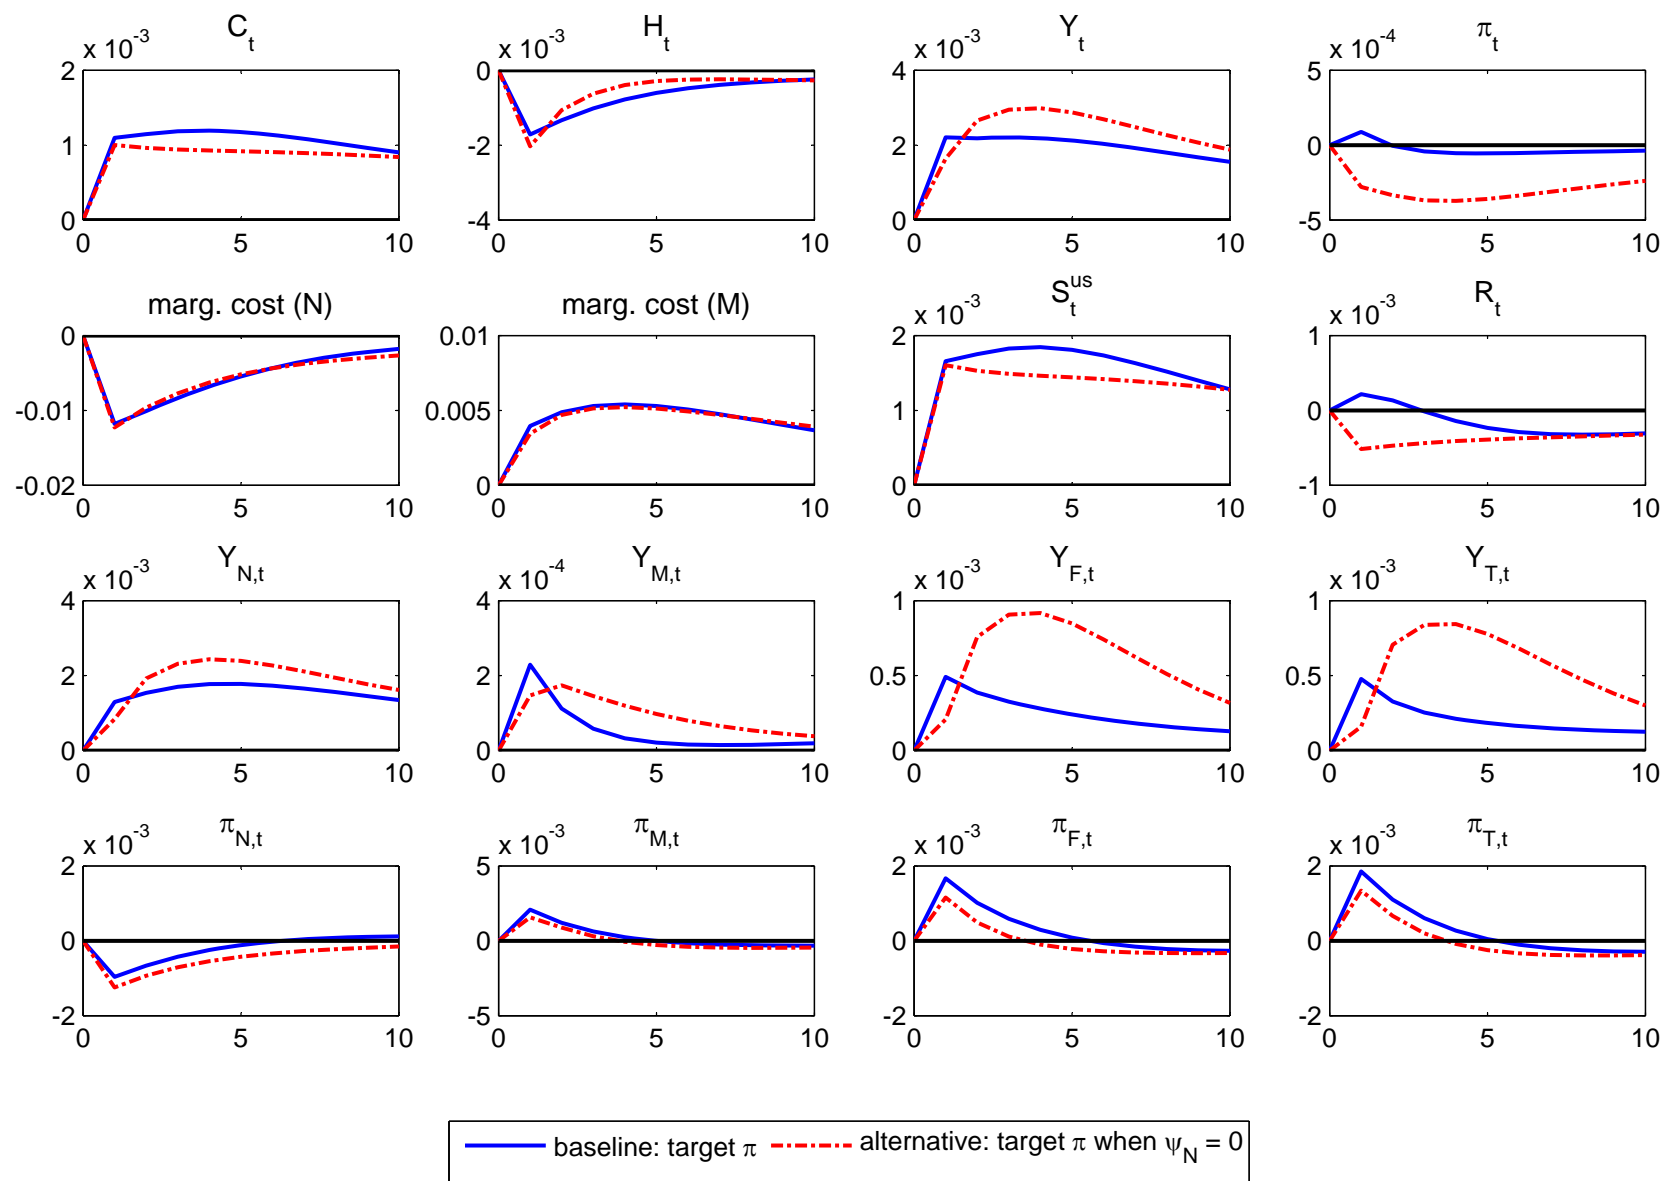 C_t H_t Y_t π_t
x 10^-3 x 10^-3 x 10^-3 x 10^-4
2 0 4 5
1 -2 2 0
0 -4 0 -5
0 5 10 0 5 10 0 5 10 0 5 10
marg. cost (N) marg. cost (M) S_t^us R_t
x 10^-3 x 10^-3
0 0.01 2 1
-0.01 0.005 1 0
-0.02 0 0 -1
0 5 10 0 5 10 0 5 10 0 5 10
Y_N,t Y_M,t Y_F,t Y_T,t
x 10^-3 x 10^-4 x 10^-3 x 10^-3
4 4 1 1
2 2 0.5 0.5
0 0 0 0
0 5 10 0 5 10 0 5 10 0 5 10
π_N,t π_M,t π_F,t π_T,t
x 10^-3 x 10^-3 x 10^-3 x 10^-3
2 5 2 2
0 0 0 0
-2 -5 -2 -2
0 5 10 0 5 10 0 5 10 0 5 10
baseline: target π alternative: target π when ψ_N = 0